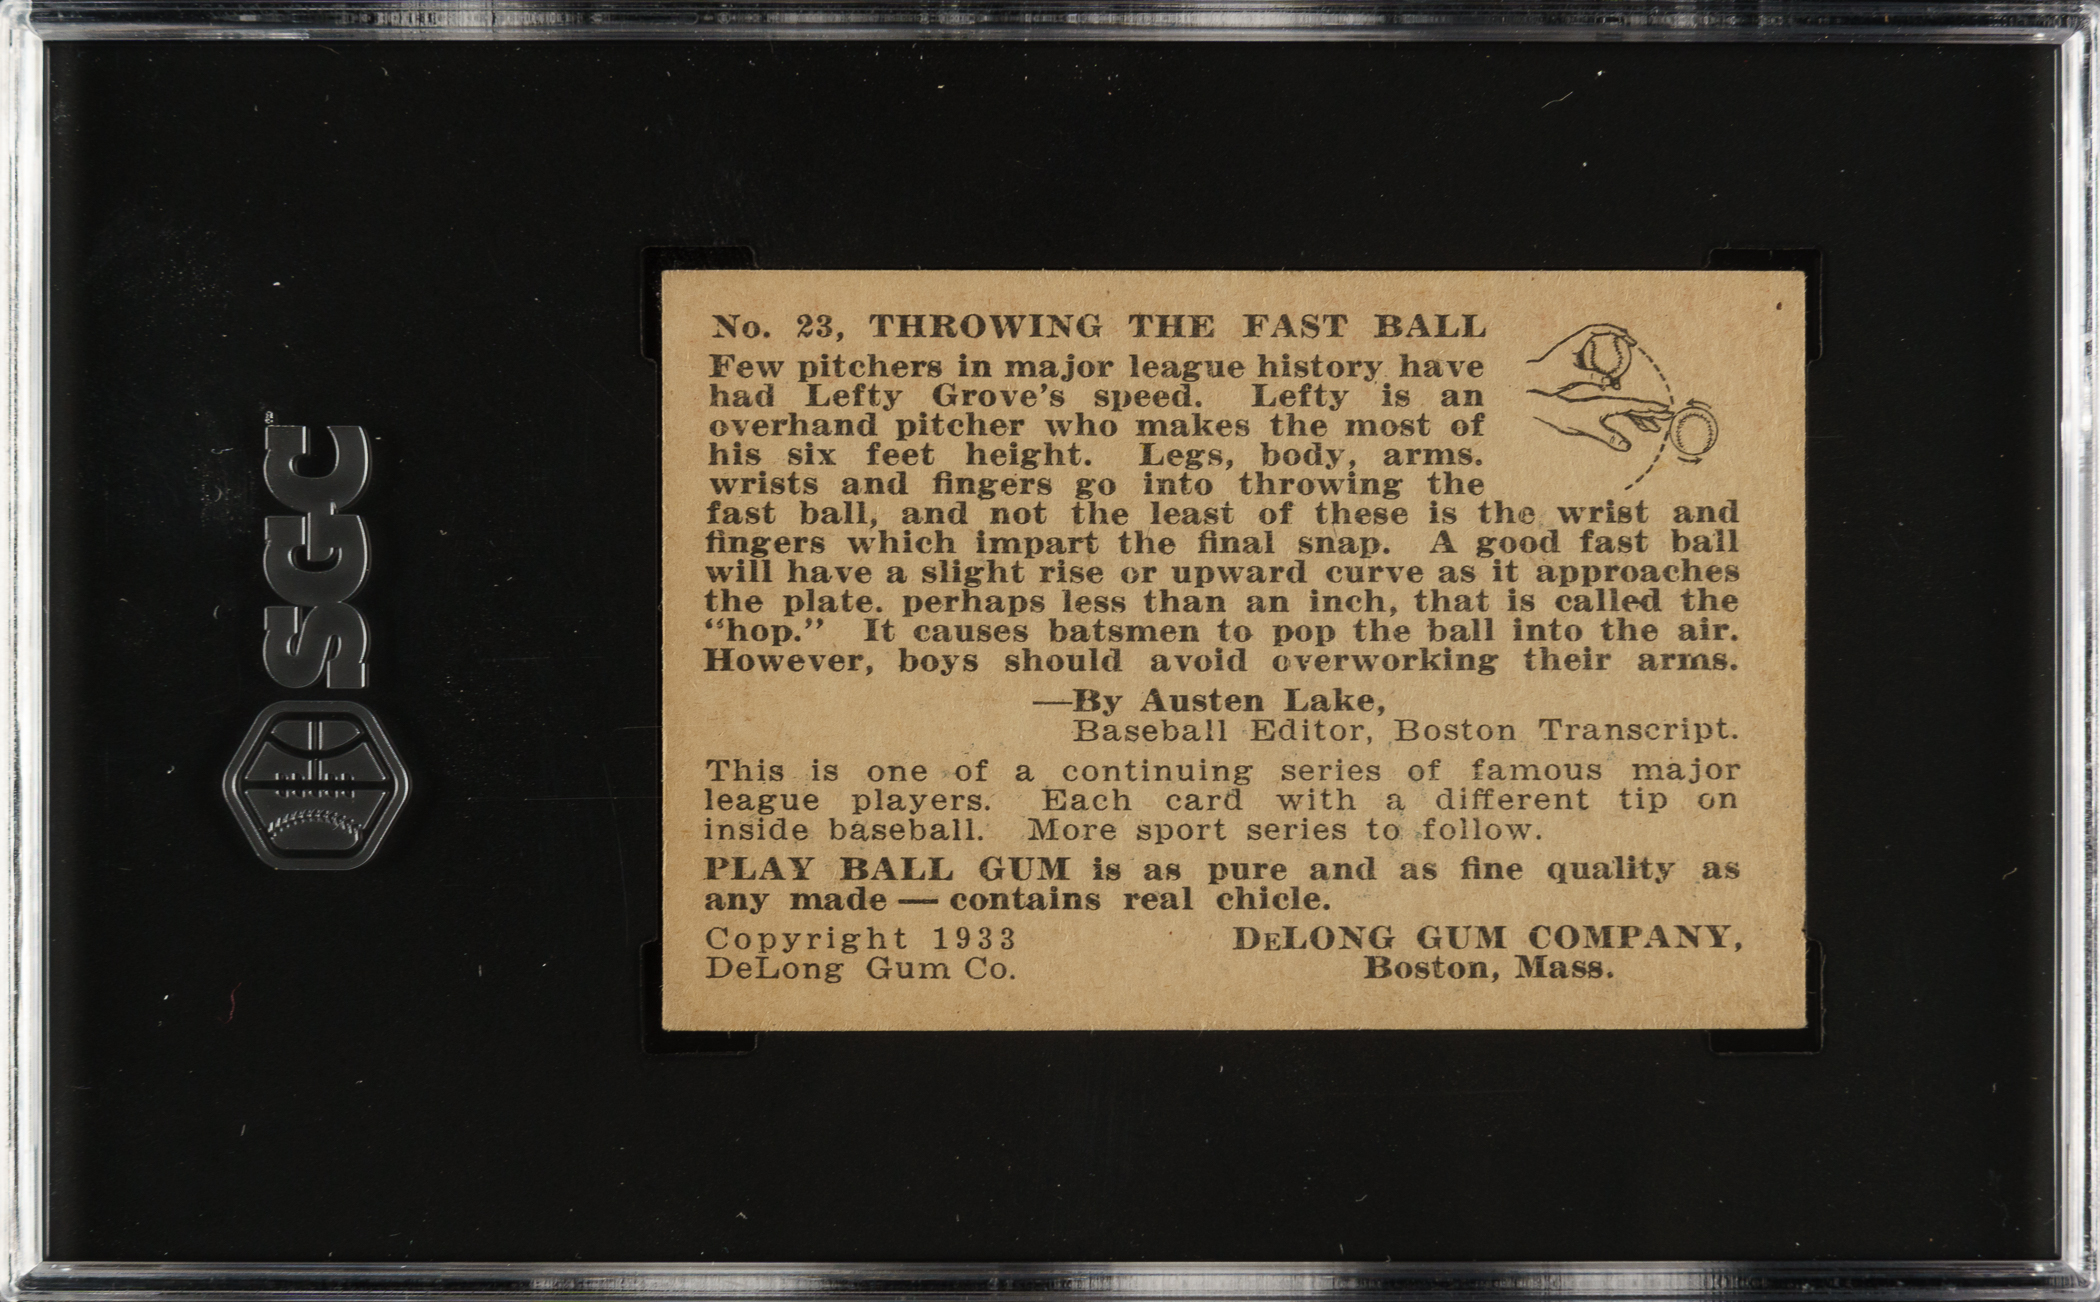 SGC
No. 23, THROWING THE FAST BALL
Few pitchers in major league history have
had Lefty Grove's speed. Lefty is an
overhand pitcher who makes the most of
his six feet height. Legs, body, arms.
wrists and fingers go into throwing the
fast ball, and not the least of these is the wrist and
fingers which impart the final snap. A good fast ball
will have a slight rise or upward curve as it approaches
the plate. perhaps less than an inch, that is called the
“hop.” It causes batsmen to pop the ball into the air.
However, boys should avoid overworking their arms.
—By Austen Lake,
Baseball Editor, Boston Transcript.
This is one of a continuing series of famous major
league players. Each card with a different tip on
inside baseball. More sport series to follow.
PLAY BALL GUM is as pure and as fine quality as
any made — contains real chicle.
Copyright 1933
DeLong Gum Co.
DeLONG GUM COMPANY,
Boston, Mass.